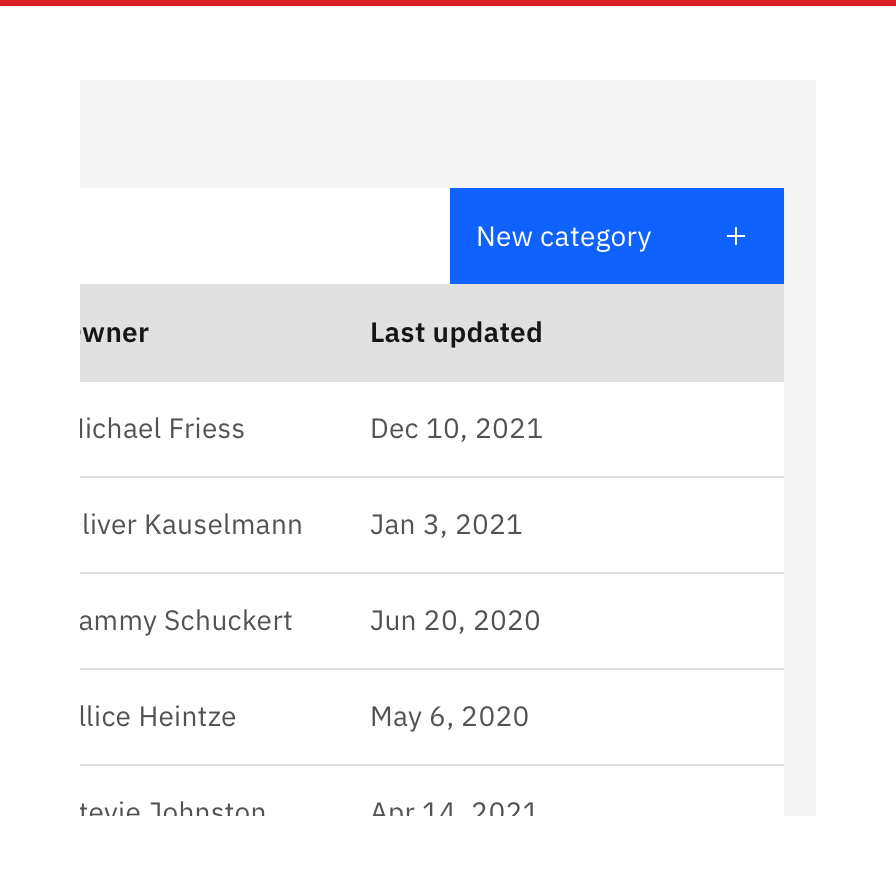 New category
wner Last updated
ichael Friess Dec 10, 2021
liver Kauselmann Jan 3, 2021
ammy Schuckert Jun 20, 2020
llice Heintze May 6, 2020
tevie Johnston Apr 14, 2021